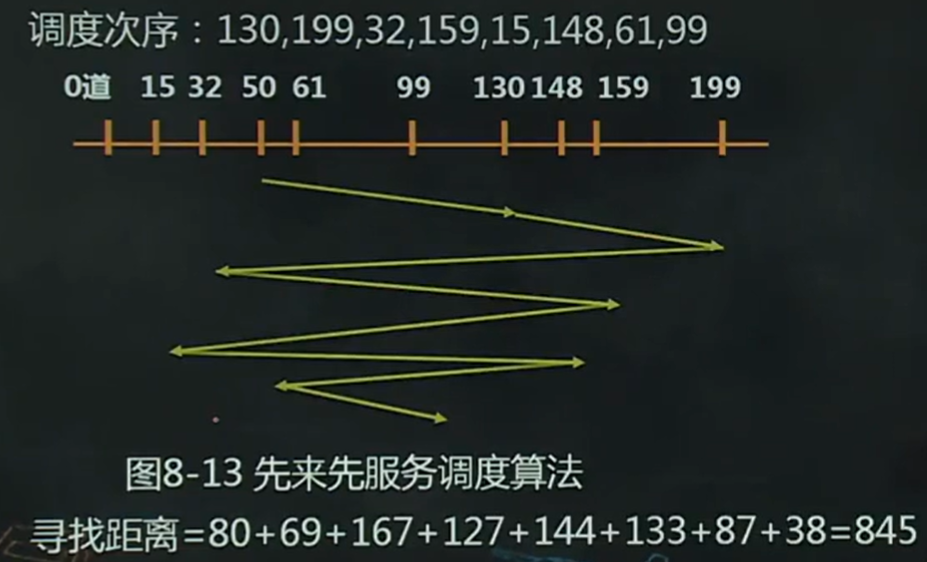 调度次序：130,199,32,159,15,148,61,99
0道 15 32 50 61 99 130 148 159 199
图8-13 先来先服务调度算法
寻找距离=80+69+167+127+144+133+87+38=845